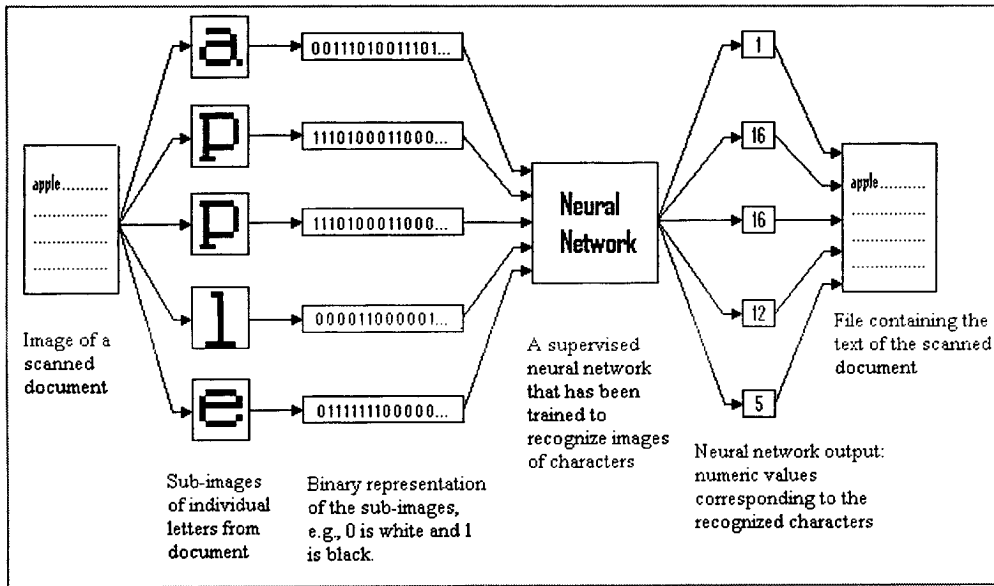 apple..........
................
................
................
Image of a
scanned
document
a
p
p
l
e
Sub-images
of individual
letters from
document
00111010011101...
1110100011000...
1110100011000...
000011000001...
0111111100000...
Binary representation
of the sub-images,
e.g., 0 is white and 1
is black.
Neural
Network
A supervised
neural network
that has been
trained to
recognize images
of characters
1
16
16
12
5
Neural network output:
numeric values
corresponding to the
recognized characters
apple..........
................
................
................
File containing the
text of the scanned
document